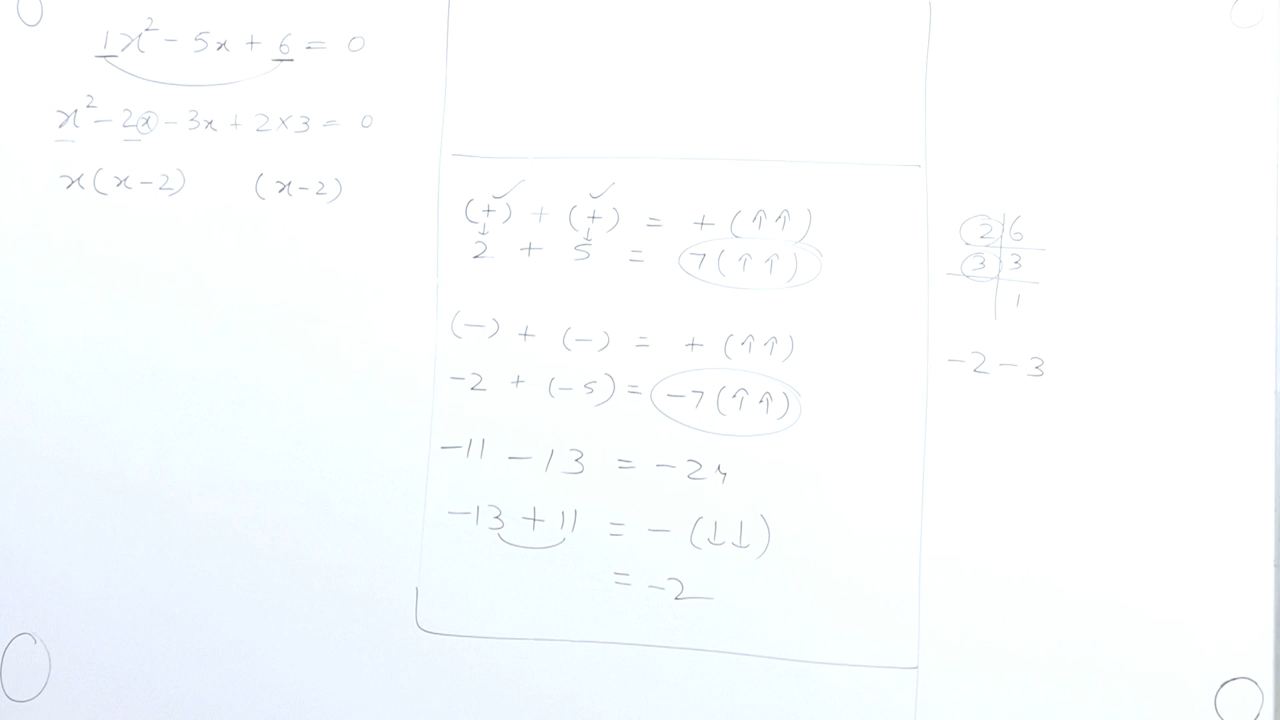 1x² - 5x + 6 = 0
x² - 2x - 3x + 2×3 = 0
x(x-2) (x-2)
(+) + (+) = + (↑↑)
2 + 5 = 7(↑↑)
(-) + (-) = + (↑↑)
-2 + (-5) = -7(↑↑)
-11 - 13 = -24
-13 + 11 = - (↓↓)
= -2
2 | 6
3 | 3
| 1
-2 - 3